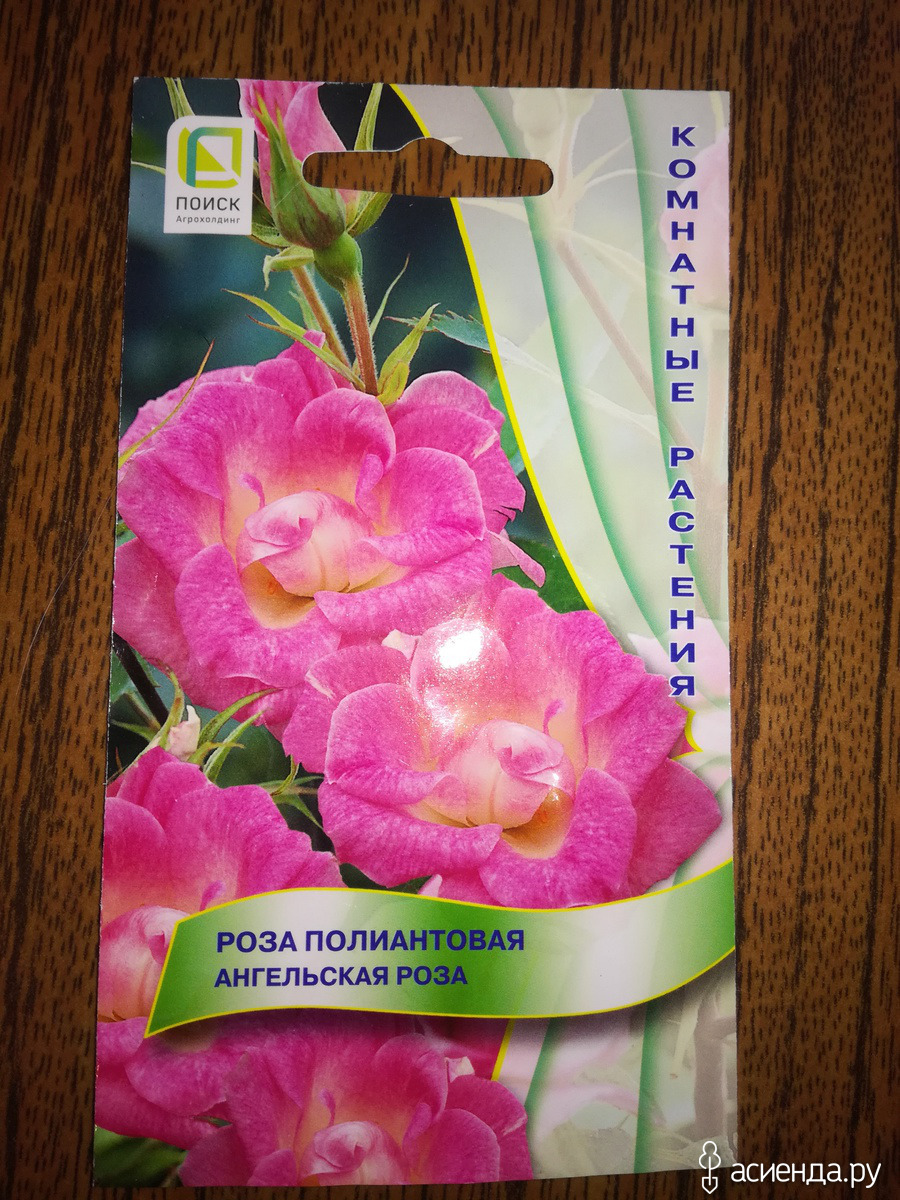 ПОИСК
Агрохолдинг
КОМНАТНЫЕ РАСТЕНИЯ
РОЗА ПОЛИАНТОВАЯ
АНГЕЛЬСКАЯ РОЗА
асиенда.ру